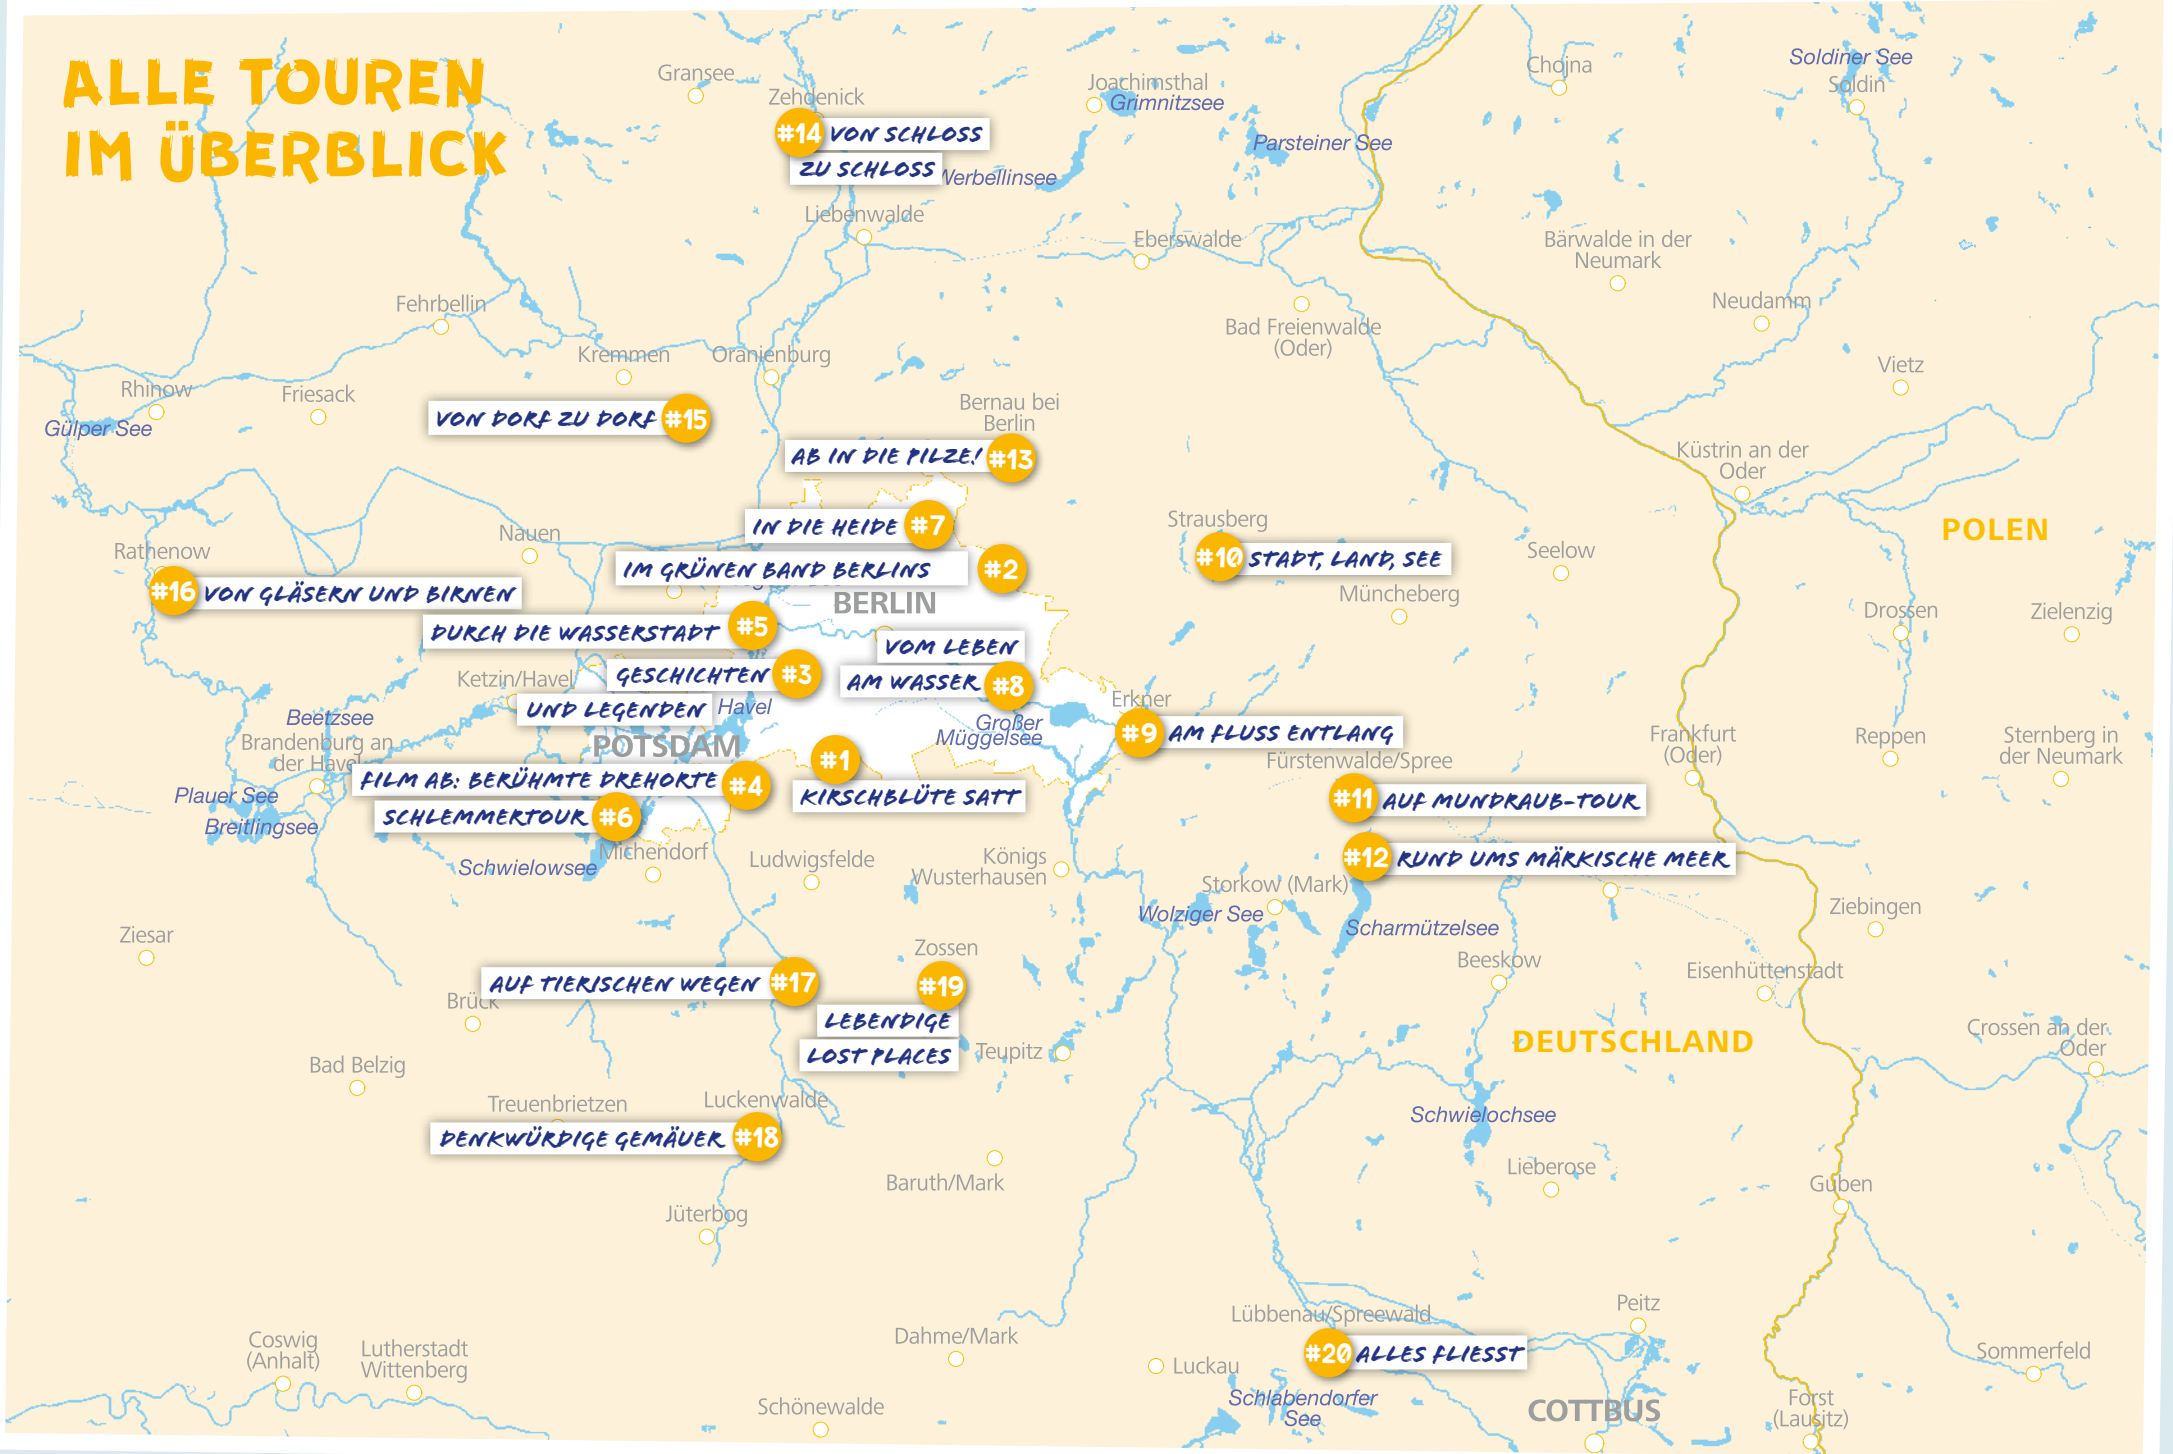 ALLE TOUREN
IM ÜBERBLICK
Gransee
Zehdenick
Joachimsthal
Grimnitzsee
Chojna
Soldiner See
Soldin
#14 VON SCHLOSS
ZU SCHLOSS
Werbellinsee
Parsteiner See
Liebenwalde
Eberswalde
Bärwalde in der
Neumark
Fehrbellin
Neudamm
Bad Freienwalde
(Oder)
Kremmen
Oranienburg
Vietz
Rhinow
Friesack
Gülper See
VON DORF ZU DORF #15
Bernau bei
Berlin
AB IN DIE PILZE! #13
Küstrin an der
Oder
Nauen
IN DIE HEIDE #7
Strausberg
POLEN
Rathenow
IM GRÜNEN BAND BERLINS #2
#10 STADT, LAND, SEE
Seelow
#16 VON GLÄSERN UND BIRNEN
BERLIN
Müncheberg
Drossen
Zielenzig
DURCH DIE WASSERSTADT #5
VOM LEBEN
AM WASSER #8
GESCHICHTEN #3
UND LEGENDEN
Ketzin/Havel
Havel
Erkner
Beetzsee
Großer
Müggelsee
#9 AM FLUSS ENTLANG
Brandenburg an
der Havel
POTSDAM
Frankfurt
(Oder)
Reppen
Sternberg in
der Neumark
#1
KIRSCHBLÜTE SATT
Fürstenwalde/Spree
FILM AB: BERÜHMTE DREHORTE #4
Plauer See
#11 AUF MUNDRAUB-TOUR
Breitlingsee
SCHLEMMERTOUR #6
Michendorf
Ludwigsfelde
Königs
Wusterhausen
#12 RUND UMS MÄRKISCHE MEER
Schwielowsee
Storkow (Mark)
Wolziger See
Scharmützelsee
Ziebingen
Ziesar
Zossen
Beeskow
Eisenhüttenstadt
AUF TIERISCHEN WEGEN #17
#19
LEBENDIGE
LOST PLACES
Brück
Teupitz
DEUTSCHLAND
Crossen an der
Oder
Bad Belzig
Treuenbrietzen
Luckenwalde
Schwielochsee
DENKWÜRDIGE GEMÄUER #18
Baruth/Mark
Lieberose
Guben
Jüterbog
Peitz
Lübbenau/Spreewald
#20 ALLES FLIESST
Coswig
(Anhalt)
Lutherstadt
Wittenberg
Dahme/Mark
Luckau
Sommerfeld
Schlabendorfer
See
Schönewalde
COTTBUS
Forst
(Lausitz)